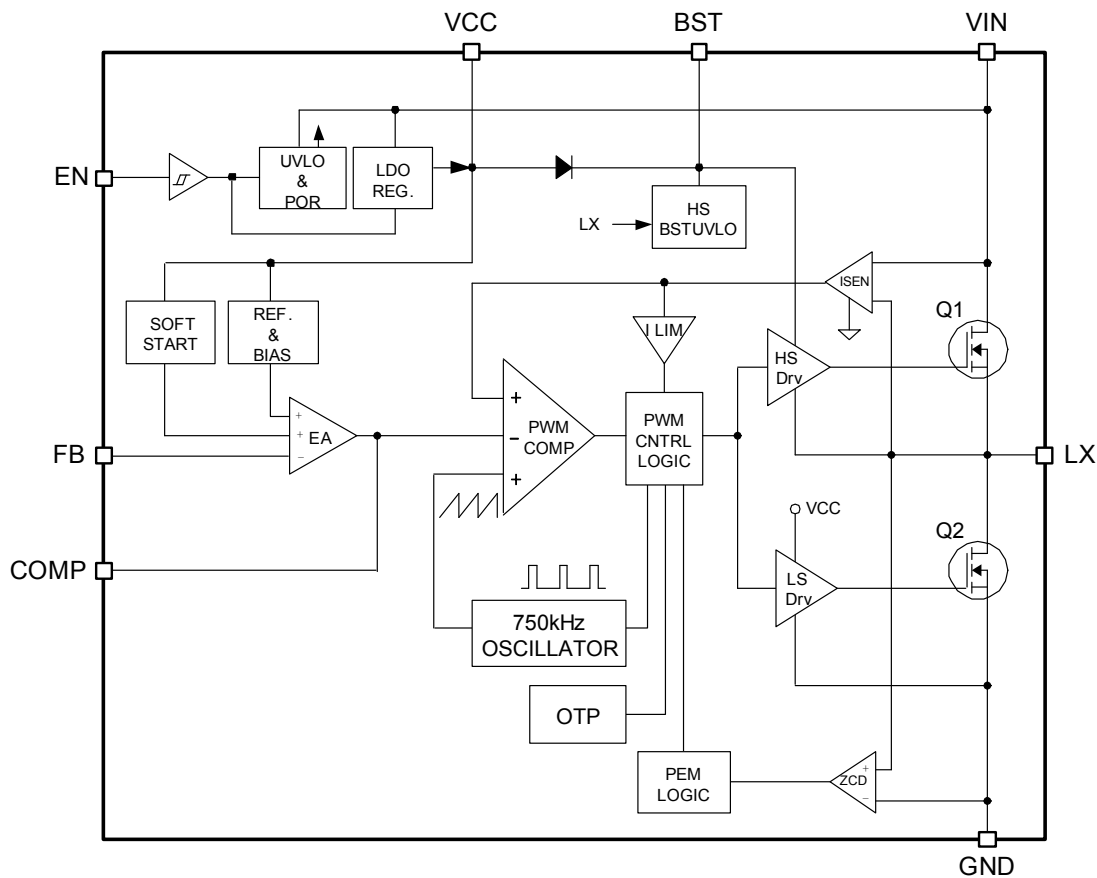 VCC
BST
VIN
EN
UVLO
&
POR
LDO
REG.
LX
HS
BSTUVLO
ISEN
SOFT
START
REF.
&
BIAS
I LIM
Q1
HS
Drv
+
+
EA
−
+
PWM
−
COMP
+
PWM
CNTRL
LOGIC
FB
LX
VCC
Q2
COMP
LS
Drv
750kHz
OSCILLATOR
OTP
PEM
LOGIC
+
ZCD
−
GND